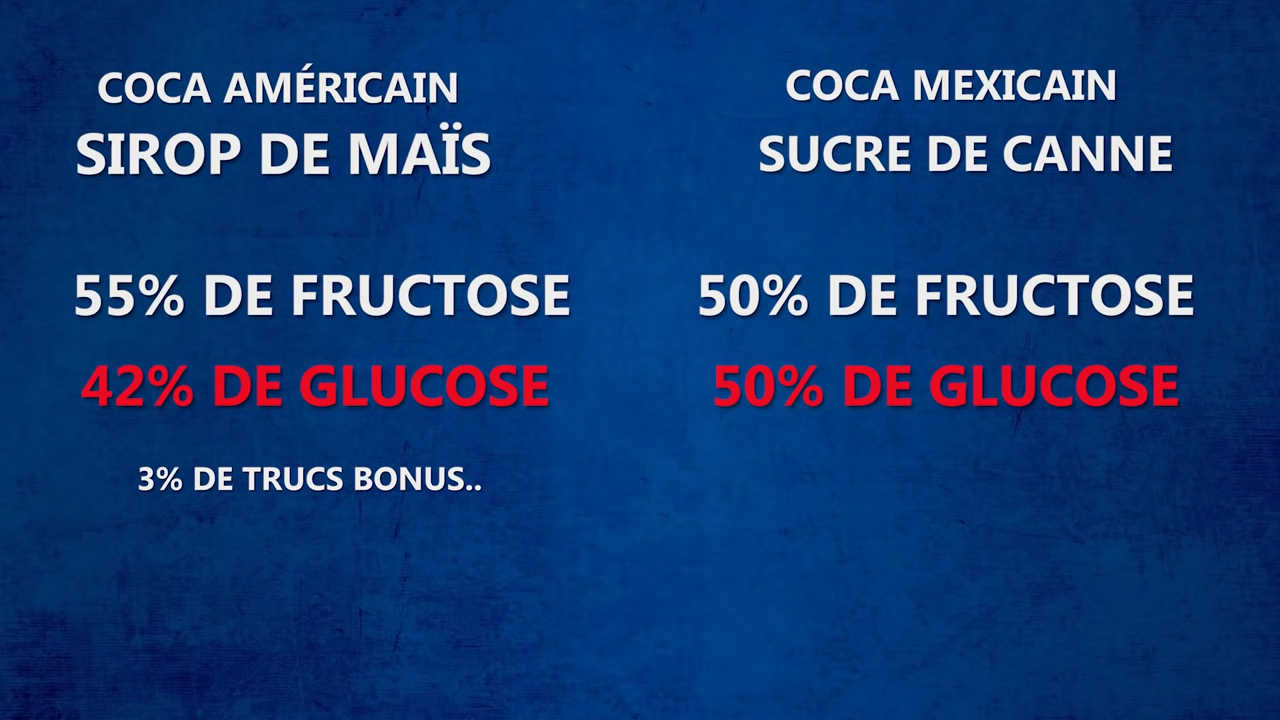 COCA AMÉRICAIN
SIROP DE MAÏS
55% DE FRUCTOSE
42% DE GLUCOSE
3% DE TRUCS BONUS..
COCA MEXICAIN
SUCRE DE CANNE
50% DE FRUCTOSE
50% DE GLUCOSE